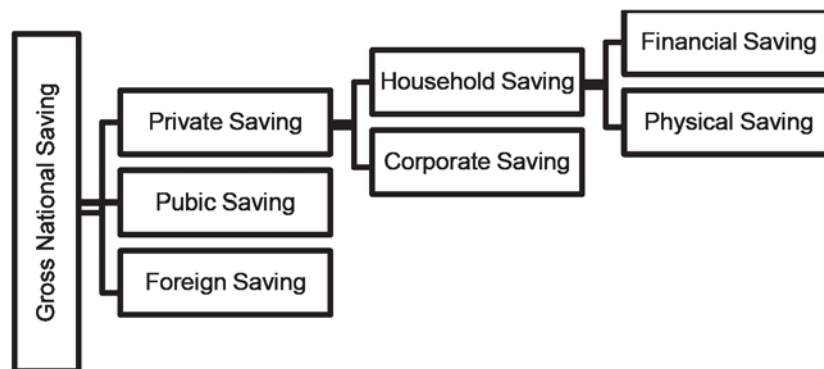 Gross National Saving
Private Saving
Pubic Saving
Foreign Saving
Household Saving
Corporate Saving
Financial Saving
Physical Saving